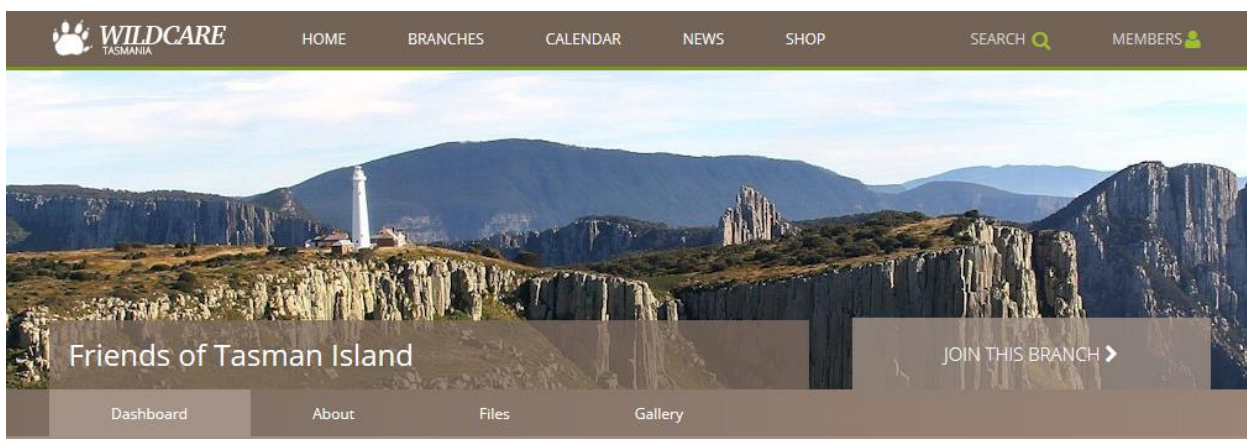 WILDCARE
TASMANIA
HOME BRANCHES CALENDAR NEWS SHOP SEARCH MEMBERS
Friends of Tasman Island
JOIN THIS BRANCH
Dashboard About Files Gallery